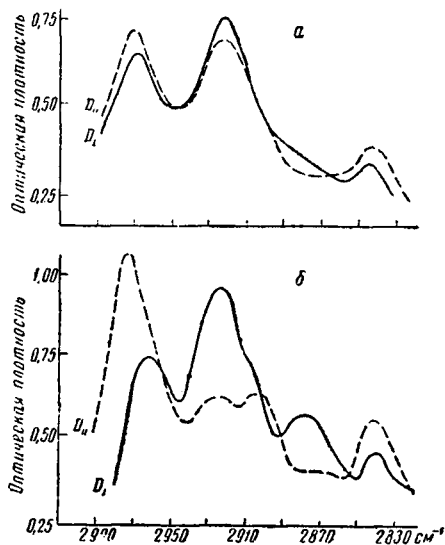 0,75
а
Оптическая плотность
0,50
D,,
D⊥
0,25
1,00
б
Оптическая плотность
0,75
0,50
D,,
D⊥
0,25
2990 2950 2910 2870 2830 см⁻¹